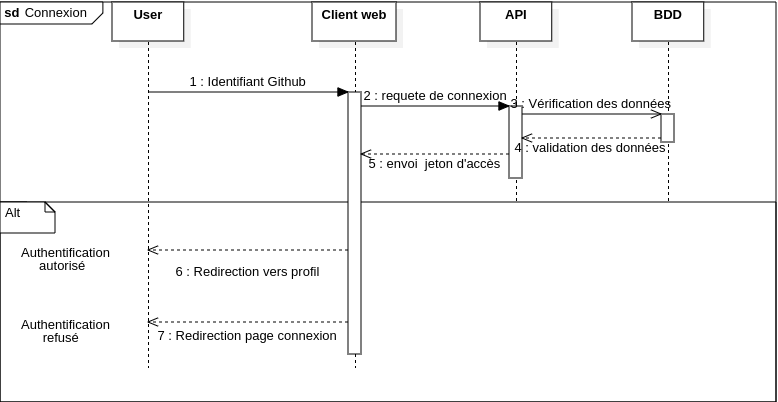 sd Connexion
User
Client web
API
BDD
1 : Identifiant Github
2 : requete de connexion
3 : Vérification des données
4 : validation des données
5 : envoi  jeton d'accès
Alt
Authentification
autorisé
6 : Redirection vers profil
Authentification
refusé
7 : Redirection page connexion